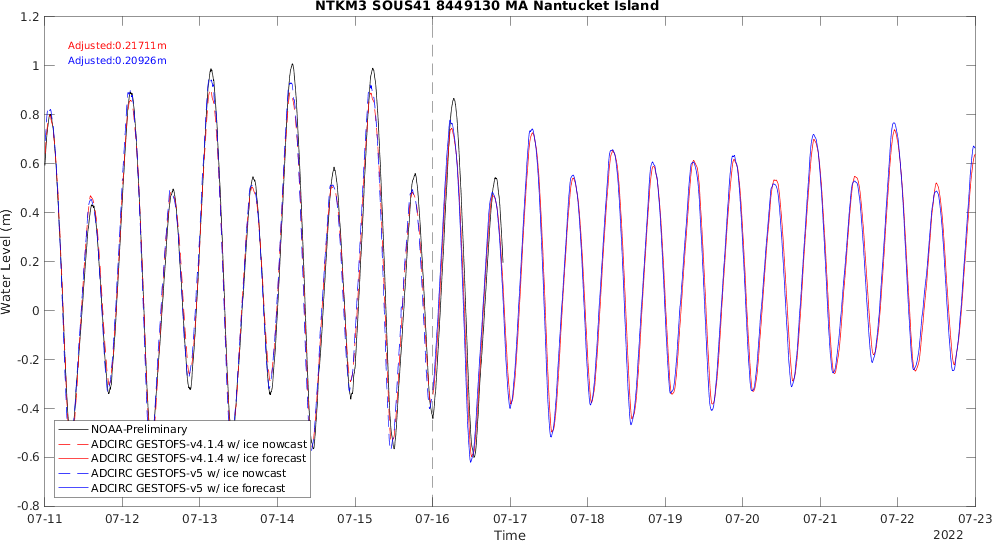 NTKM3 SOUS41 8449130 MA Nantucket Island
1.2
1
0.8
0.6
0.4
0.2
0
-0.2
-0.4
-0.6
-0.8
Water Level (m)
Adjusted:0.21711m
Adjusted:0.20926m
NOAA-Preliminary
ADCIRC GESTOFS-v4.1.4 w/ ice nowcast
ADCIRC GESTOFS-v4.1.4 w/ ice forecast
ADCIRC GESTOFS-v5 w/ ice nowcast
ADCIRC GESTOFS-v5 w/ ice forecast
07-11 07-12 07-13 07-14 07-15 07-16 07-17 07-18 07-19 07-20 07-21 07-22 07-23
Time
2022